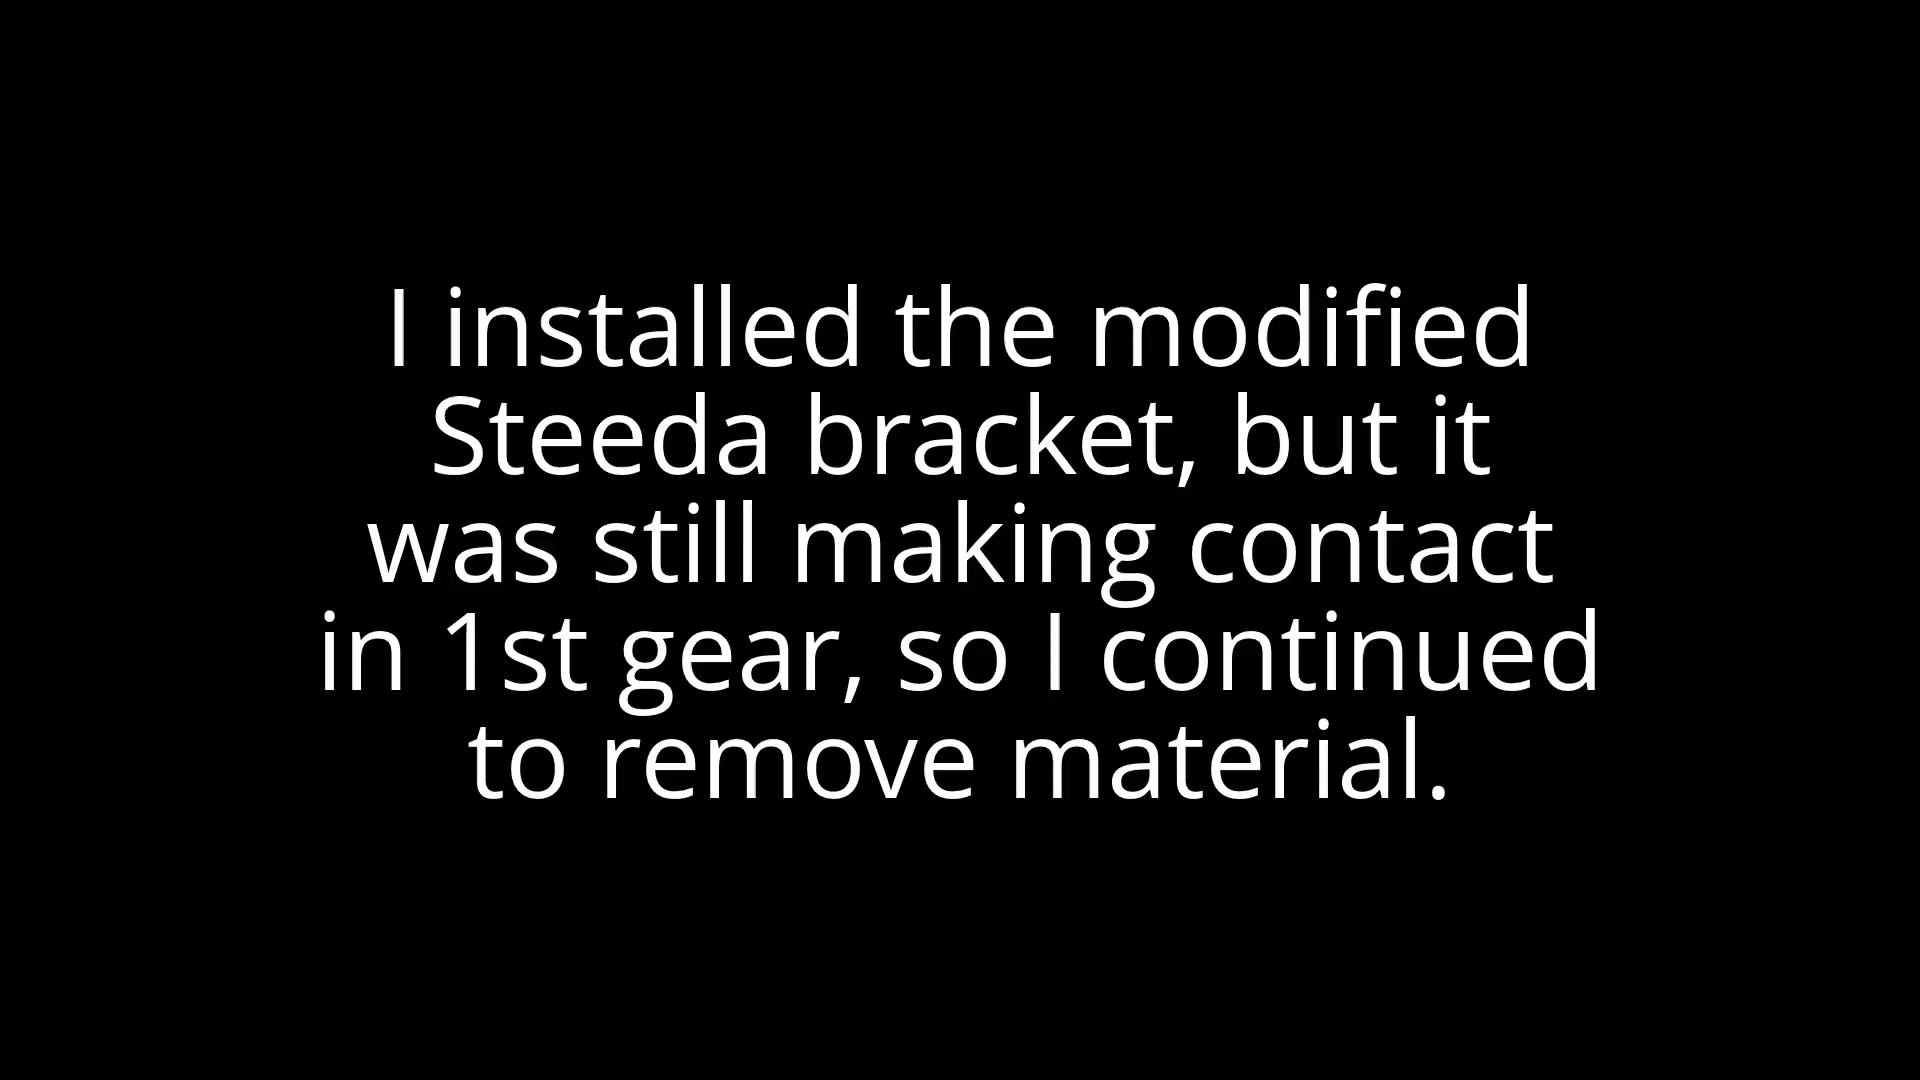 I installed the modified
Steeda bracket, but it
was still making contact
in 1st gear, so I continued
to remove material.